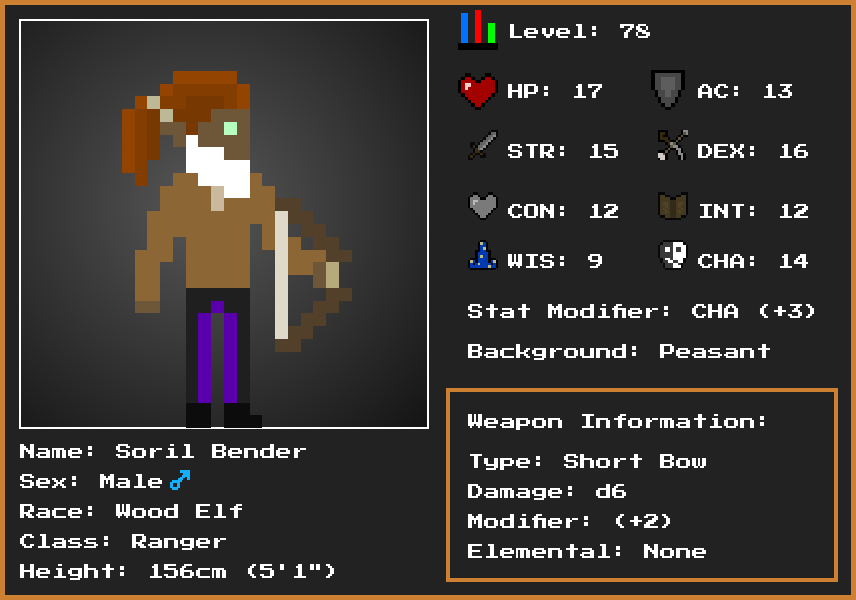 Level: 78
HP: 17
AC: 13
STR: 15
DEX: 16
CON: 12
INT: 12
WIS: 9
CHA: 14
Stat Modifier: CHA (+3)
Background: Peasant
Weapon Information:
Type: Short Bow
Damage: d6
Modifier: (+2)
Elemental: None
Name: Soril Bender
Sex: Male♂
Race: Wood Elf
Class: Ranger
Height: 156cm (5'1")